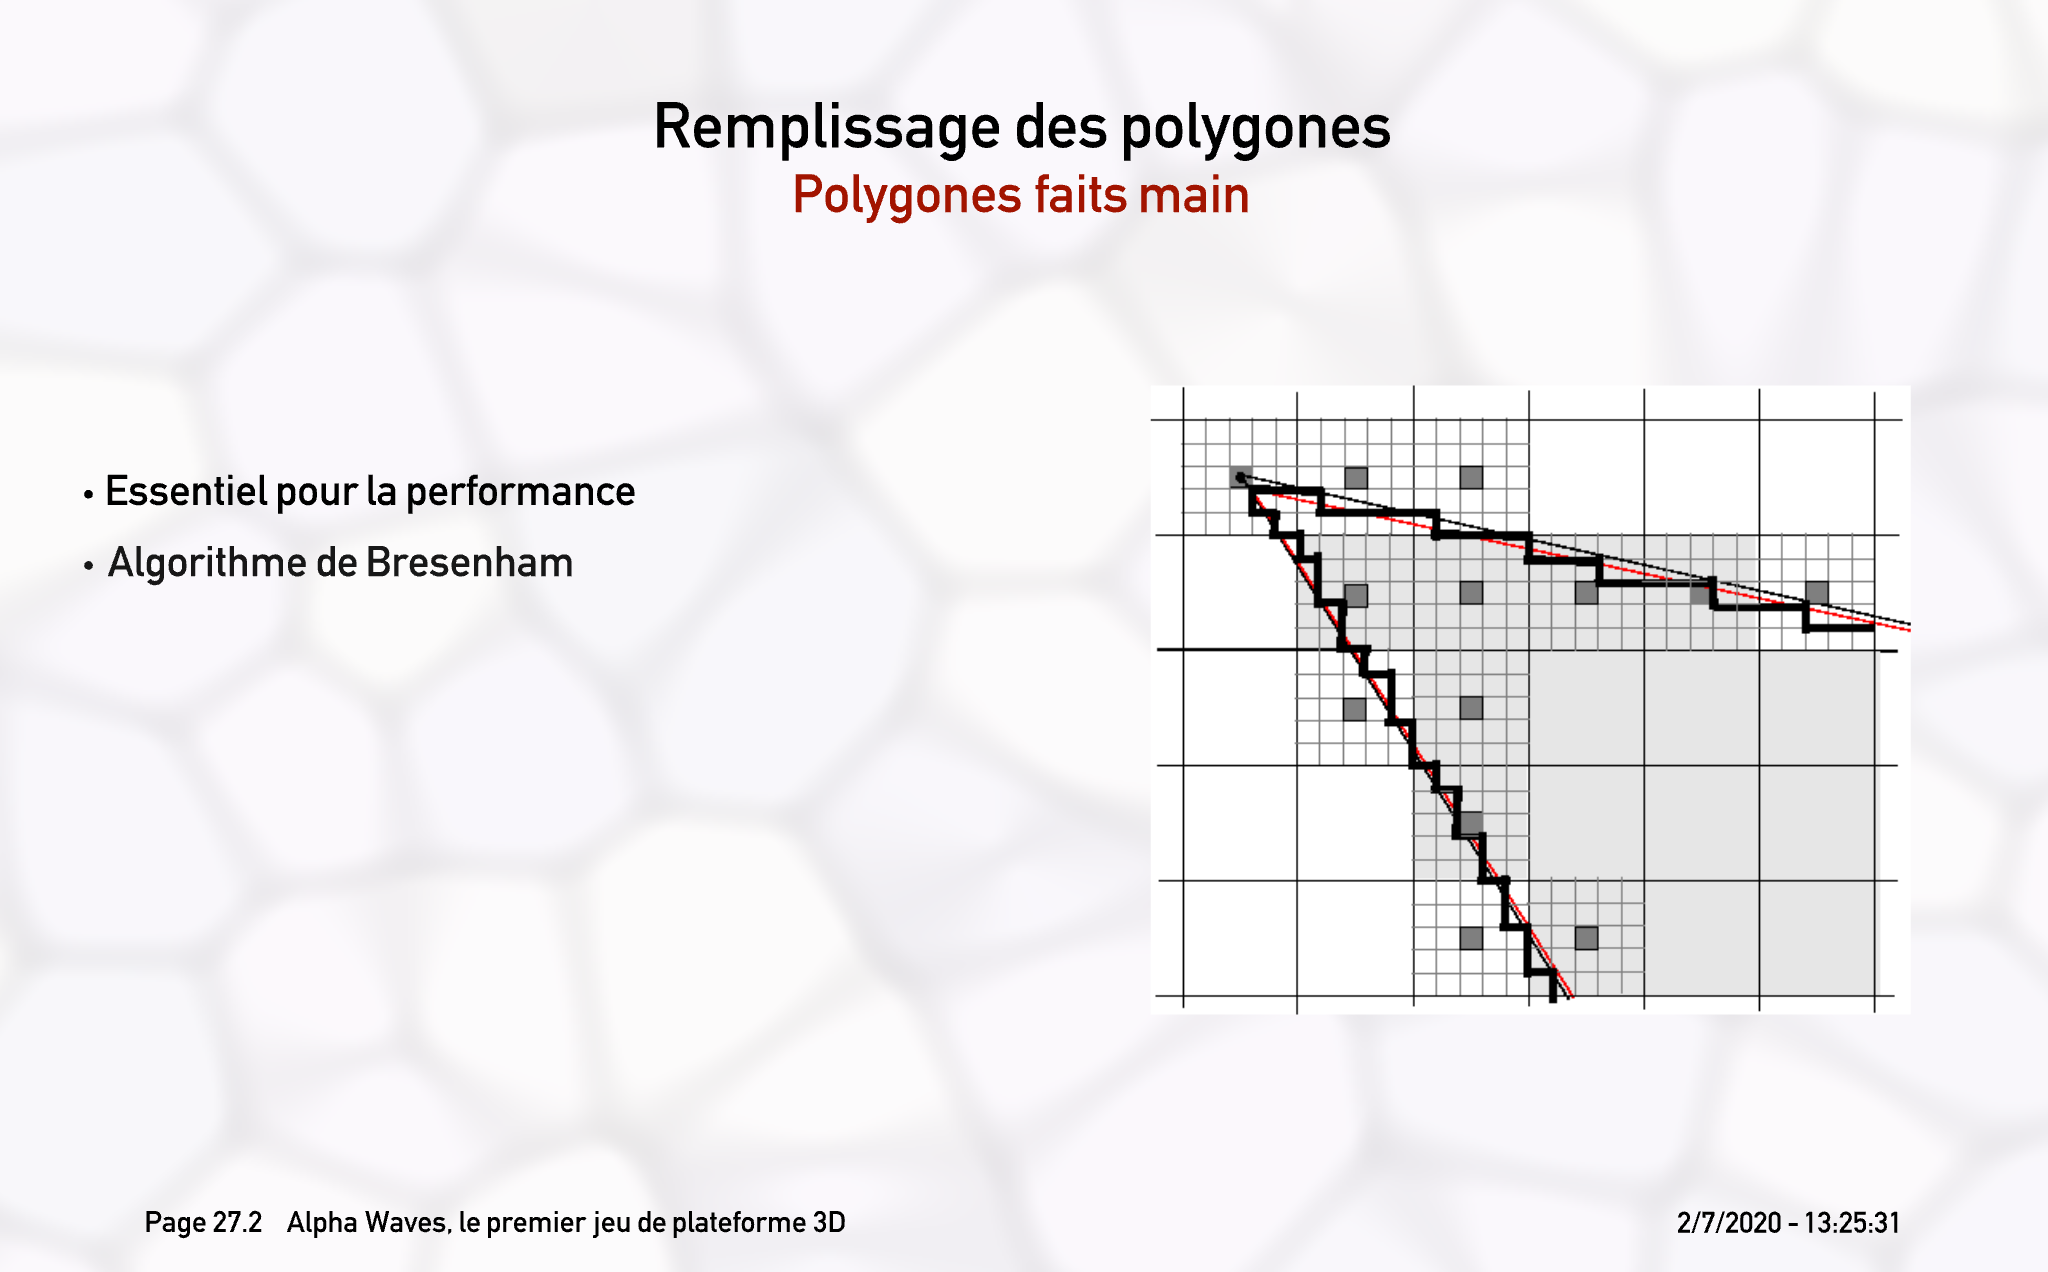 Remplissage des polygones
Polygones faits main
• Essentiel pour la performance
• Algorithme de Bresenham
Page 27.2 Alpha Waves, le premier jeu de plateforme 3D
2/7/2020 - 13:25:31